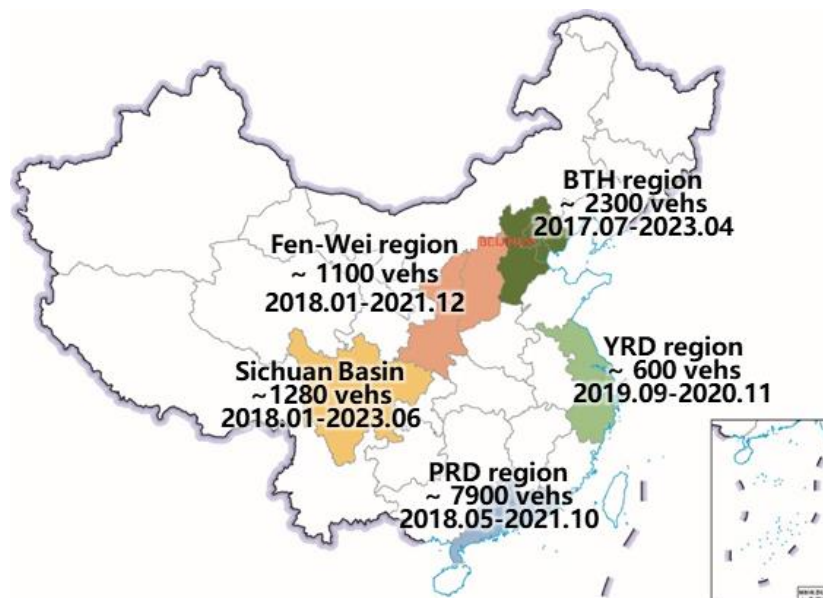 BTH region
~ 2300 vehs
2017.07-2023.04
Fen-Wei region
~ 1100 vehs
2018.01-2021.12
YRD region
~ 600 vehs
2019.09-2020.11
Sichuan Basin
~1280 vehs
2018.01-2023.06
PRD region
~ 7900 vehs
2018.05-2021.10